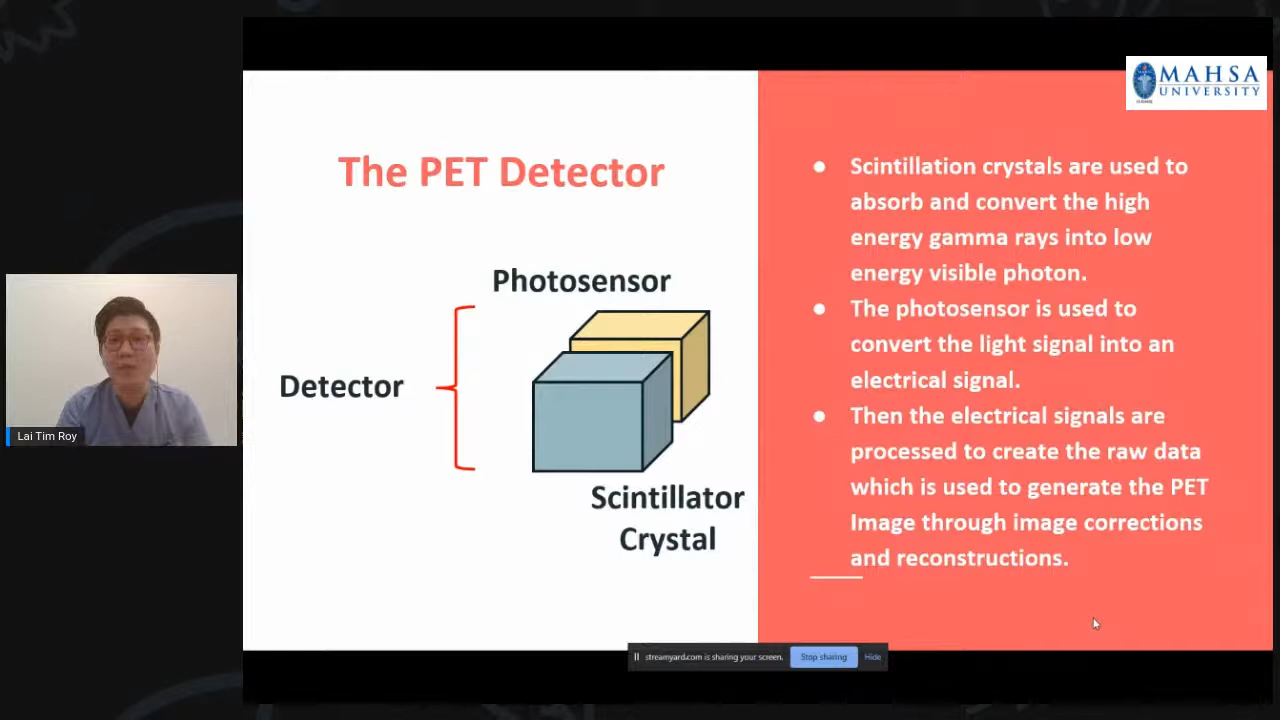 MAHSA
UNIVERSITY
The PET Detector
Photosensor
Detector
Scintillator
Crystal
● Scintillation crystals are used to
absorb and convert the high
energy gamma rays into low
energy visible photon.
● The photosensor is used to
convert the light signal into an
electrical signal.
● Then the electrical signals are
processed to create the raw data
which is used to generate the PET
Image through image corrections
and reconstructions.
Lai Tim Roy
streamyard.com is sharing your screen.
Stop sharing
Hide